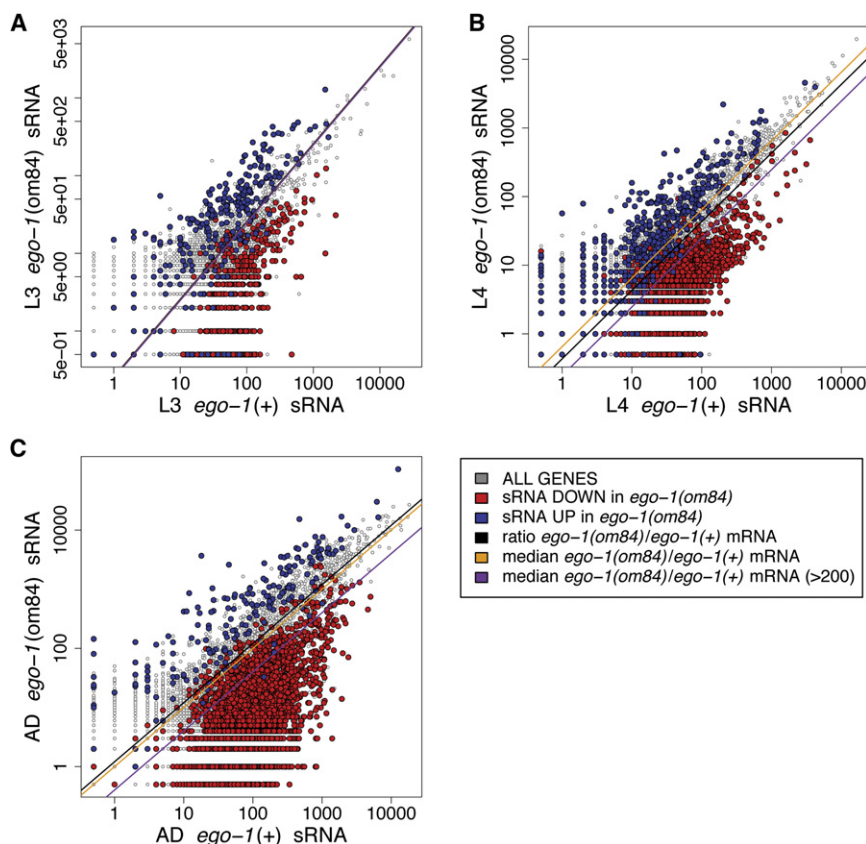 A
5e+03
5e+02
5e+01
5e+00
5e−01
L3 ego−1(om84) sRNA
1 10 100 1000 10000
L3 ego−1(+) sRNA
B
10000
1000
100
10
1
L4 ego−1(om84) sRNA
1 10 100 1000 10000
L4 ego−1(+) sRNA
C
10000
100
1
AD ego−1(om84) sRNA
1 10 100 1000 10000
AD ego−1(+) sRNA
ALL GENES
sRNA DOWN in ego−1(om84)
sRNA UP in ego−1(om84)
ratio ego−1(om84)/ego−1(+) mRNA
median ego−1(om84)/ego−1(+) mRNA
median ego−1(om84)/ego−1(+) mRNA (>200)